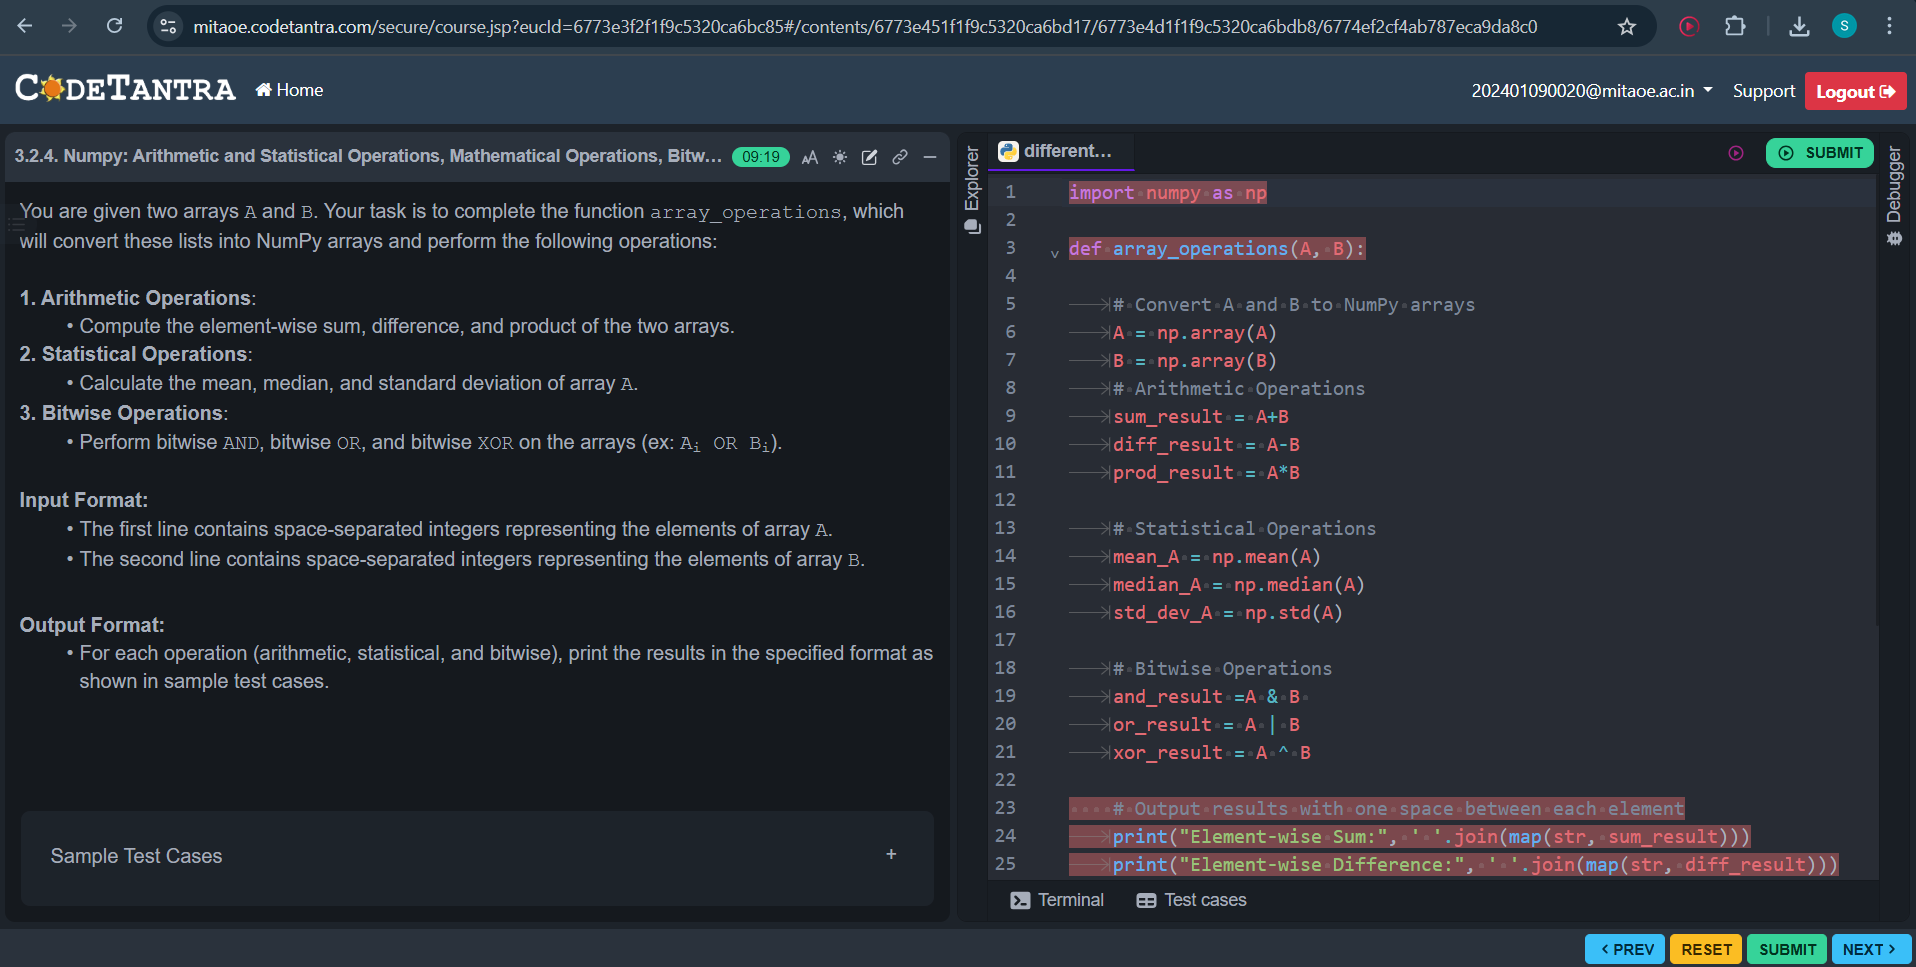 mitaoe.codetantra.com/secure/course.jsp?eucId=6773e3f2f1f9c5320ca6bc85#/contents/6773e451f1f9c5320ca6bd17/6773e4d1f1f9c5320ca6bdb8/6774ef2cf4ab787eca9da8c0
S
CODETANTRA
Home
202401090020@mitaoe.ac.in
Support
Logout
3.2.4. Numpy: Arithmetic and Statistical Operations, Mathematical Operations, Bitw...
09:19
You are given two arrays A and B. Your task is to complete the function array_operations, which
will convert these lists into NumPy arrays and perform the following operations:
1. Arithmetic Operations:
• Compute the element-wise sum, difference, and product of the two arrays.
2. Statistical Operations:
• Calculate the mean, median, and standard deviation of array A.
3. Bitwise Operations:
• Perform bitwise AND, bitwise OR, and bitwise XOR on the arrays (ex: Ai OR Bi).
Input Format:
• The first line contains space-separated integers representing the elements of array A.
• The second line contains space-separated integers representing the elements of array B.
Output Format:
• For each operation (arithmetic, statistical, and bitwise), print the results in the specified format as
shown in sample test cases.
Sample Test Cases
+
Explorer
different...
SUBMIT
Debugger
1 import numpy as np
2
3 def array_operations(A, B):
4
5 # Convert A and B to NumPy arrays
6 A = np.array(A)
7 B = np.array(B)
8 # Arithmetic Operations
9 sum_result = A+B
10 diff_result = A-B
11 prod_result = A*B
12
13 # Statistical Operations
14 mean_A = np.mean(A)
15 median_A = np.median(A)
16 std_dev_A = np.std(A)
17
18 # Bitwise Operations
19 and_result =A & B
20 or_result = A | B
21 xor_result = A ^ B
22
23 # Output results with one space between each element
24 print("Element-wise Sum:", ' '.join(map(str, sum_result)))
25 print("Element-wise Difference:", ' '.join(map(str, diff_result)))
Terminal
Test cases
< PREV
RESET
SUBMIT
NEXT >